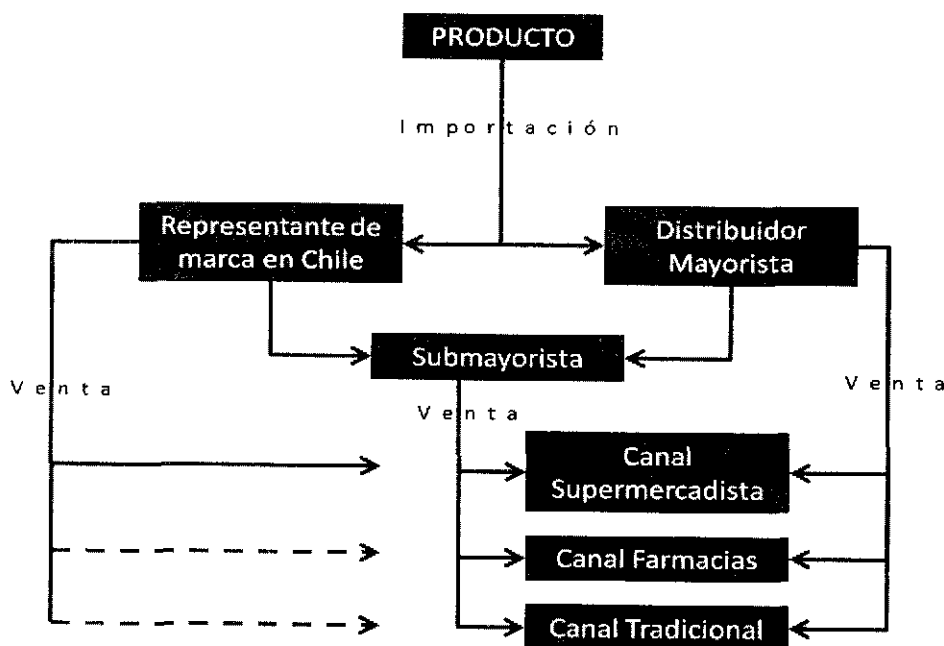 PRODUCTO
Importación
Representante de
marca en Chile
Distribuidor
Mayorista
Submayorista
Venta
Venta
Venta
Canal
Supermercadista
Canal Farmacias
Canal Tradicional